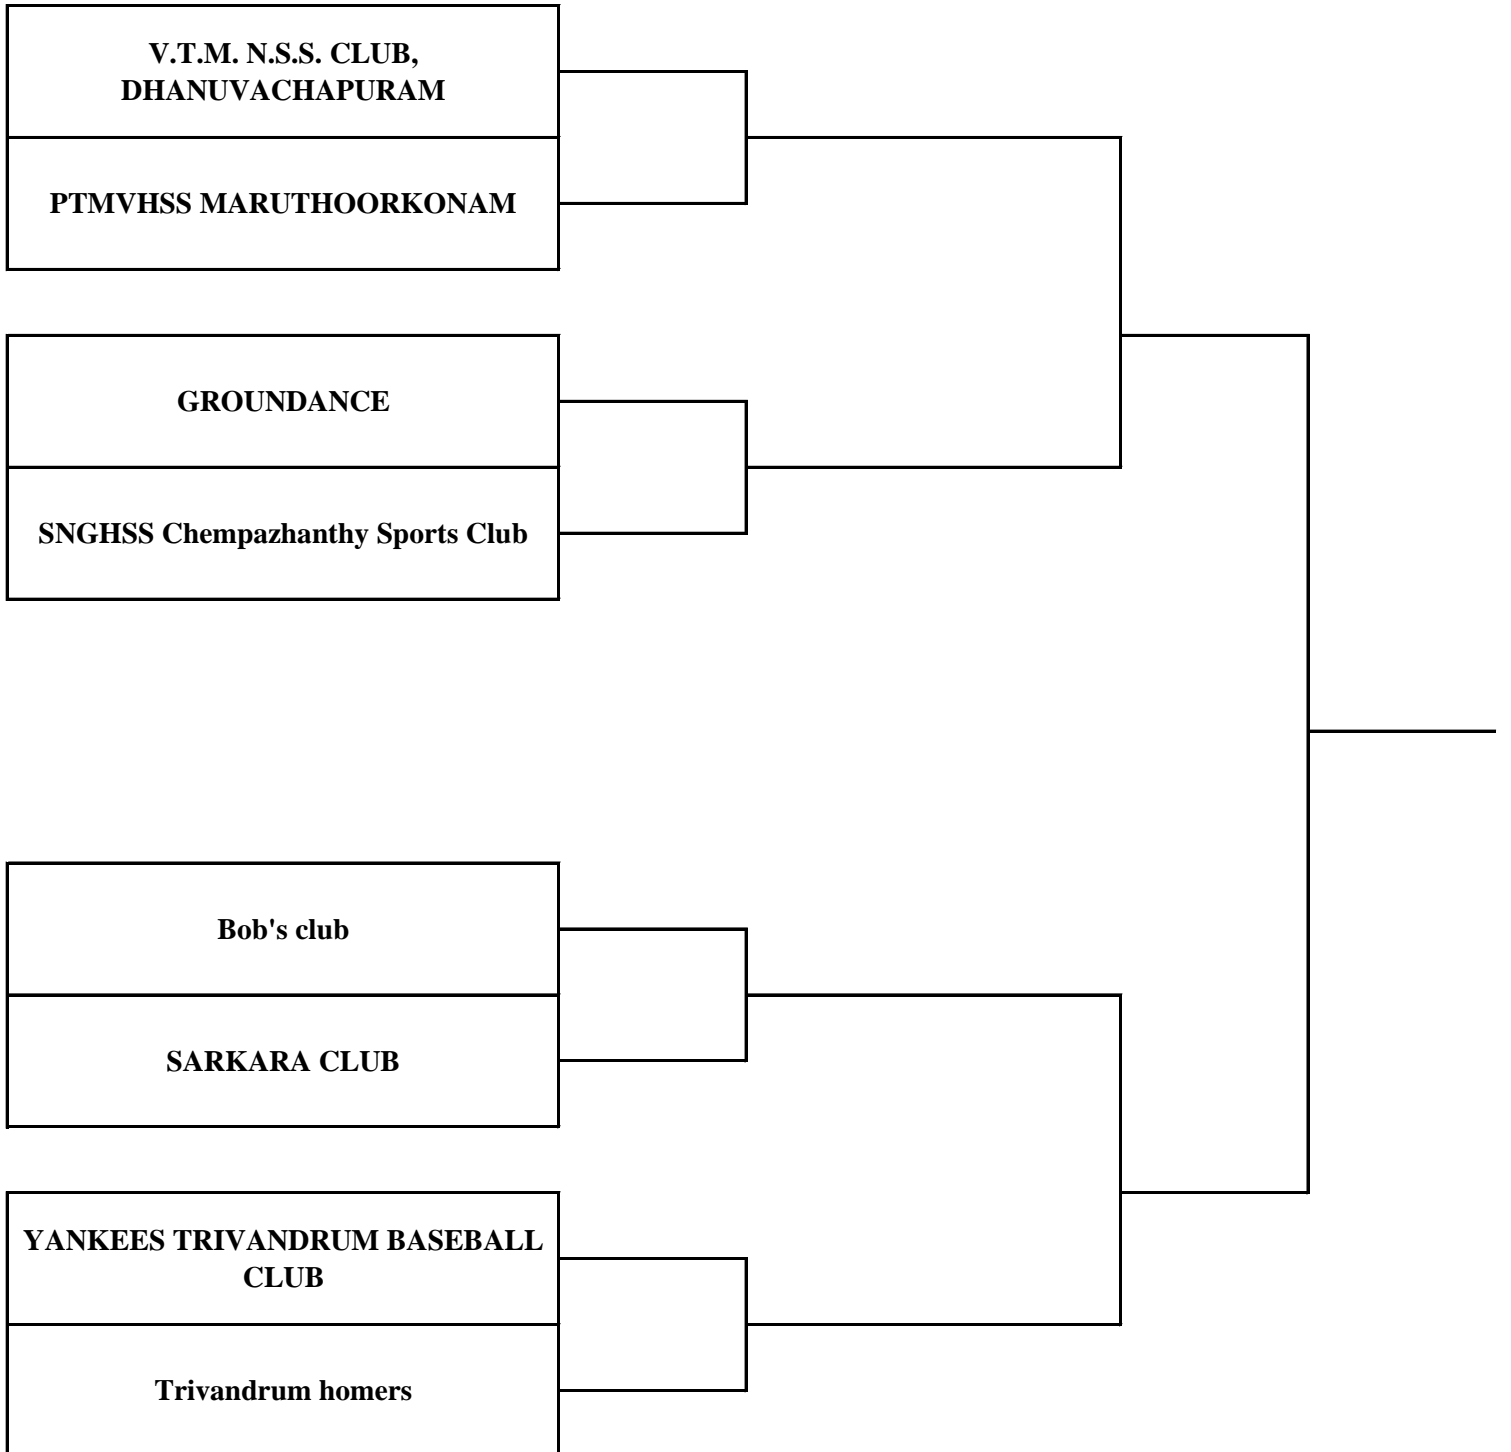 V.T.M. N.S.S. CLUB,
DHANUVACHAPURAM
PTMVHSS MARUTHOORKONAM
GROUNDANCE
SNGHSS Chempazhanthy Sports Club
Bob's club
SARKARA CLUB
YANKEES TRIVANDRUM BASEBALL
CLUB
Trivandrum homers